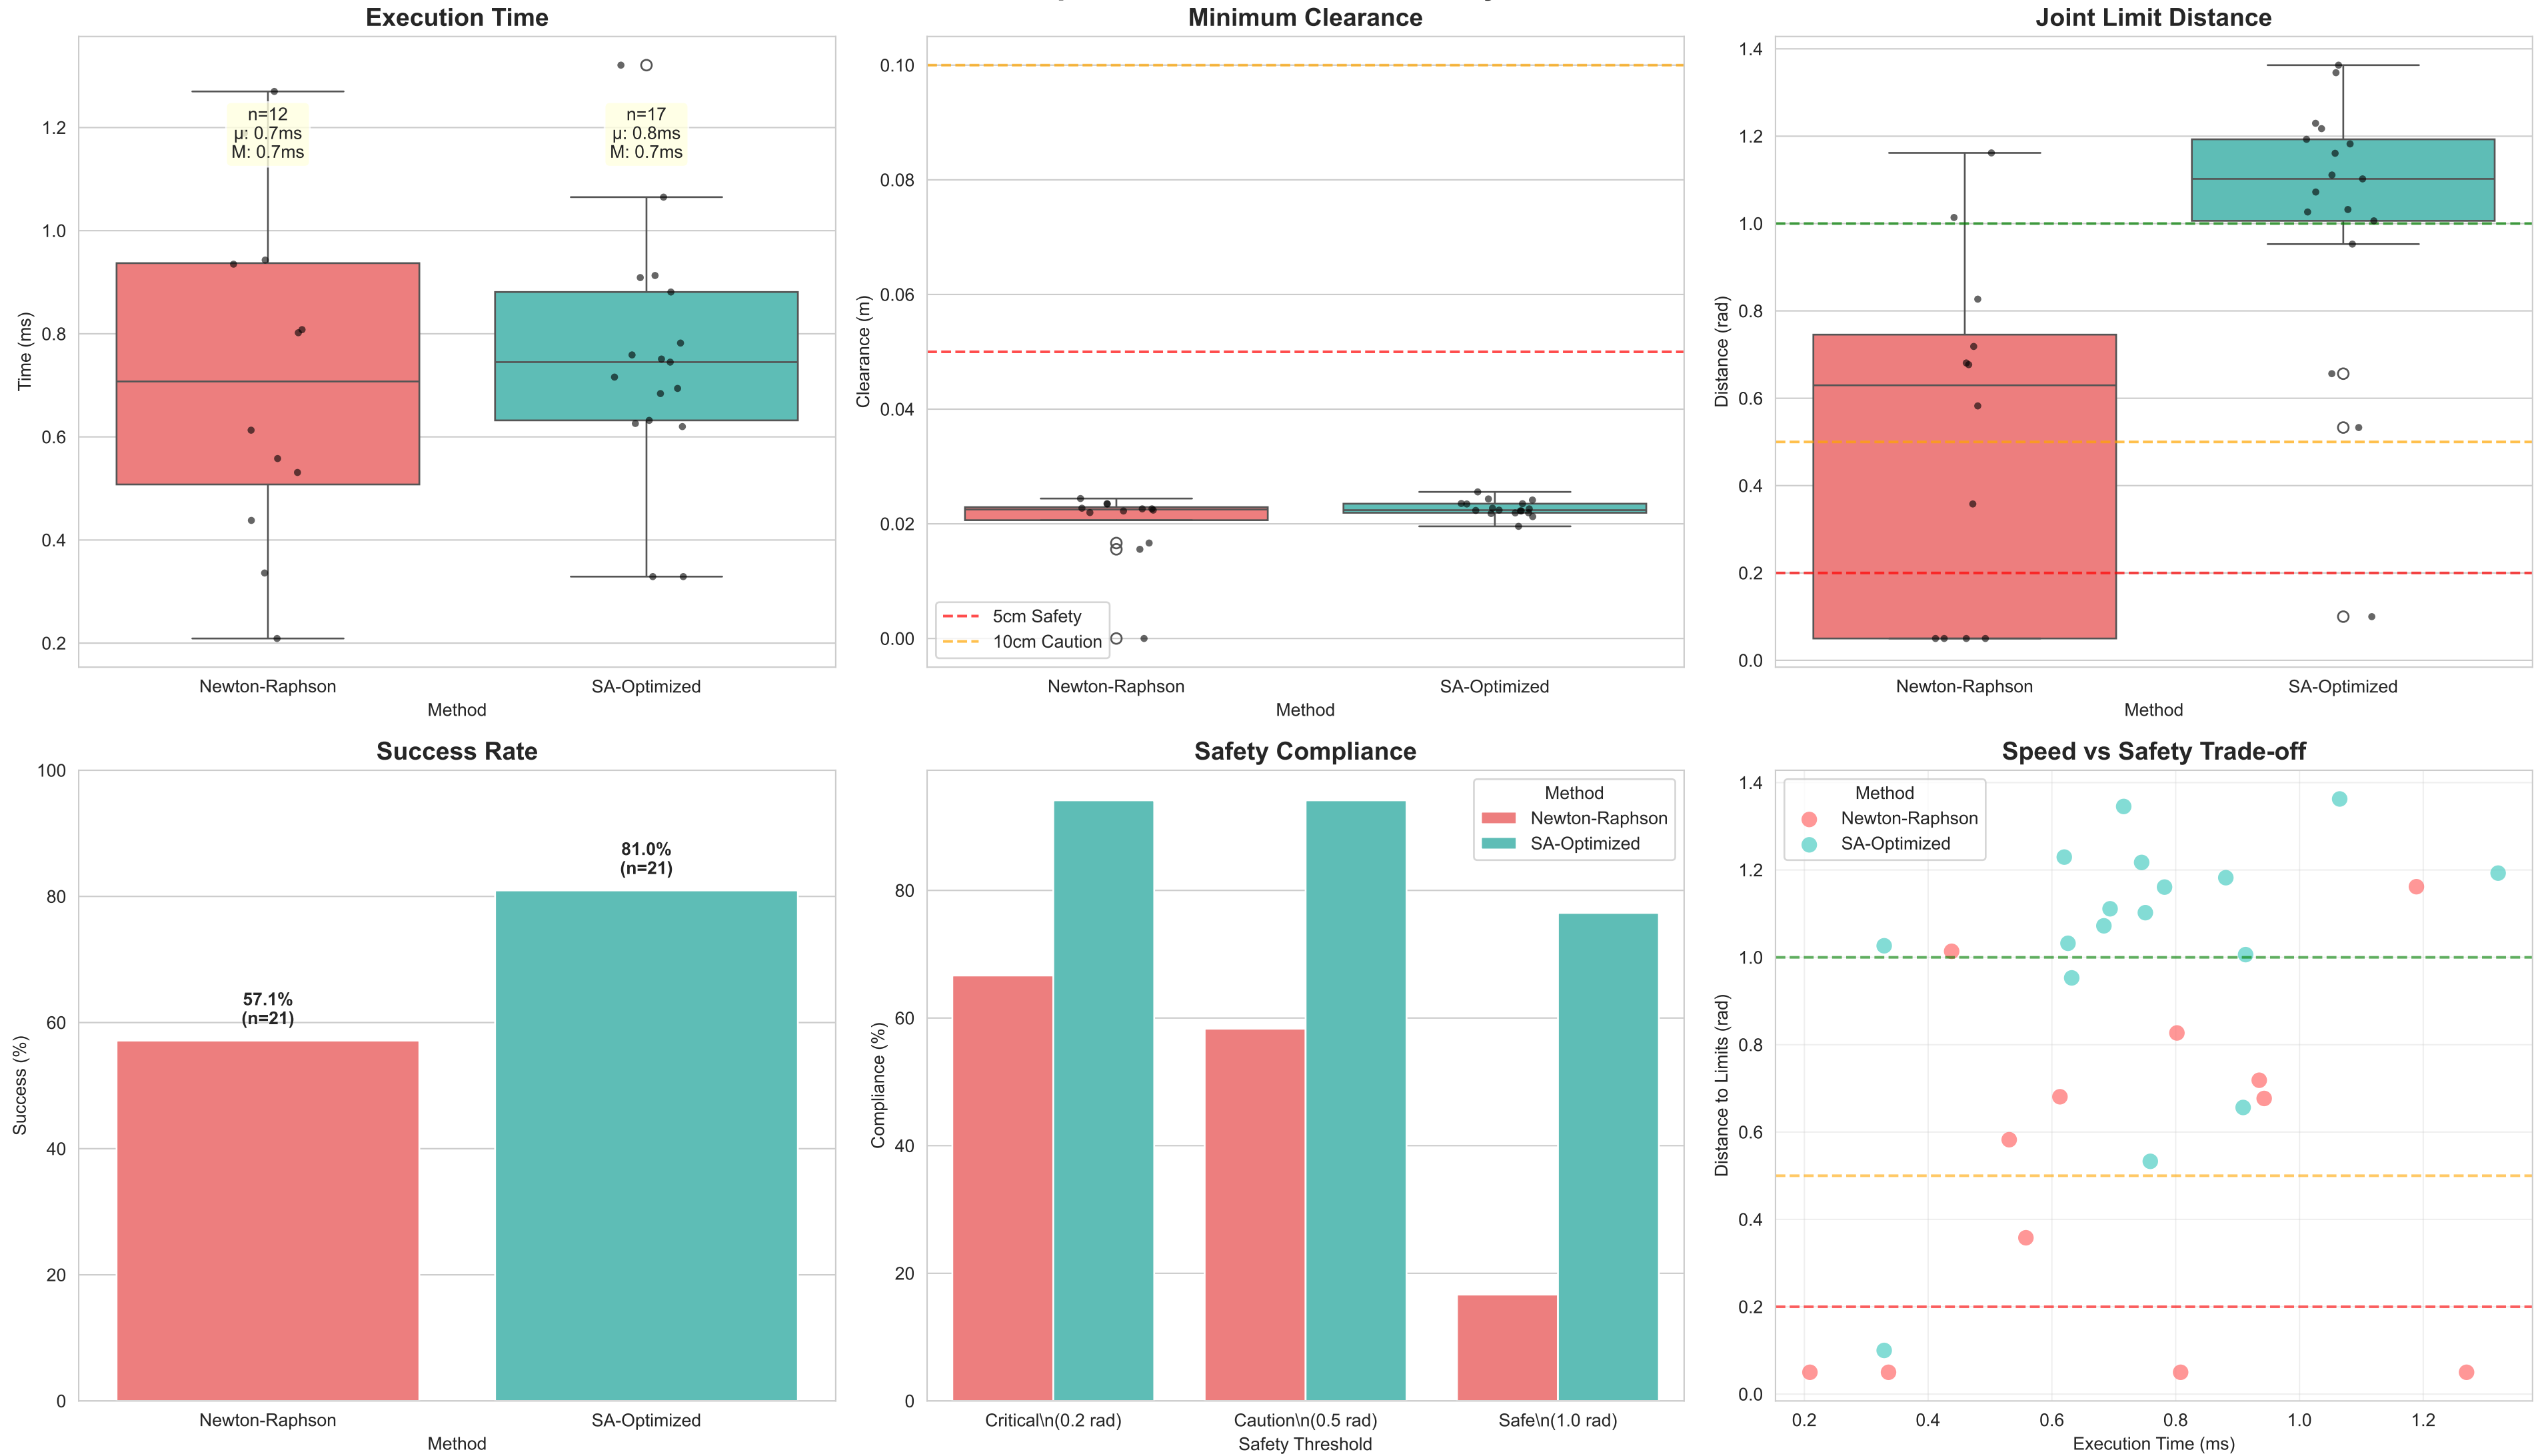 Execution Time
1.2
1.0
0.8
0.6
0.4
0.2
Time (ms)
n=12
µ: 0.7ms
M: 0.7ms
n=17
µ: 0.8ms
M: 0.7ms
Newton-Raphson
SA-Optimized
Method
Minimum Clearance
0.10
0.08
0.06
0.04
0.02
0.00
Clearance (m)
5cm Safety
10cm Caution
Newton-Raphson
SA-Optimized
Method
Joint Limit Distance
1.4
1.2
1.0
0.8
0.6
0.4
0.2
0.0
Distance (rad)
Newton-Raphson
SA-Optimized
Method
Success Rate
100
80
60
40
20
0
Success (%)
57.1%
(n=21)
81.0%
(n=21)
Newton-Raphson
SA-Optimized
Method
Safety Compliance
80
60
40
20
0
Compliance (%)
Method
Newton-Raphson
SA-Optimized
Critical\n(0.2 rad)
Caution\n(0.5 rad)
Safe\n(1.0 rad)
Safety Threshold
Speed vs Safety Trade-off
1.4
1.2
1.0
0.8
0.6
0.4
0.2
0.0
Distance to Limits (rad)
Method
Newton-Raphson
SA-Optimized
0.2
0.4
0.6
0.8
1.0
1.2
Execution Time (ms)